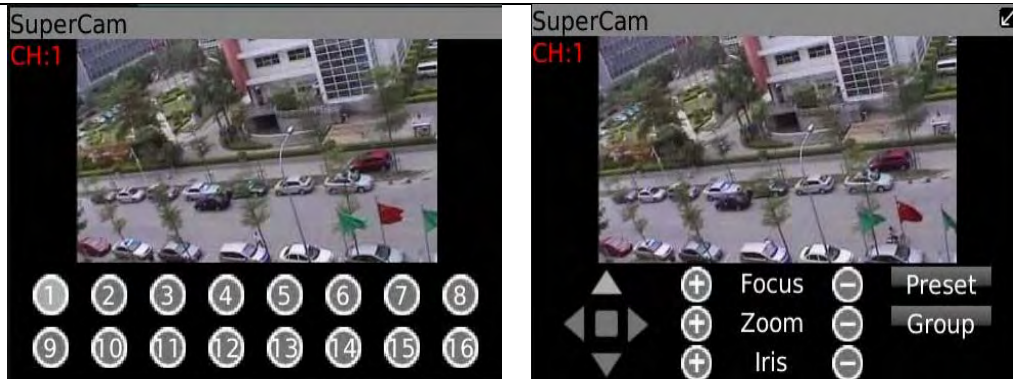 SuperCam
CH:1
1 2 3 4 5 6 7 8
9 10 11 12 13 14 15 16
SuperCam
CH:1
+ Focus - Preset
+ Zoom - Group
+ Iris -